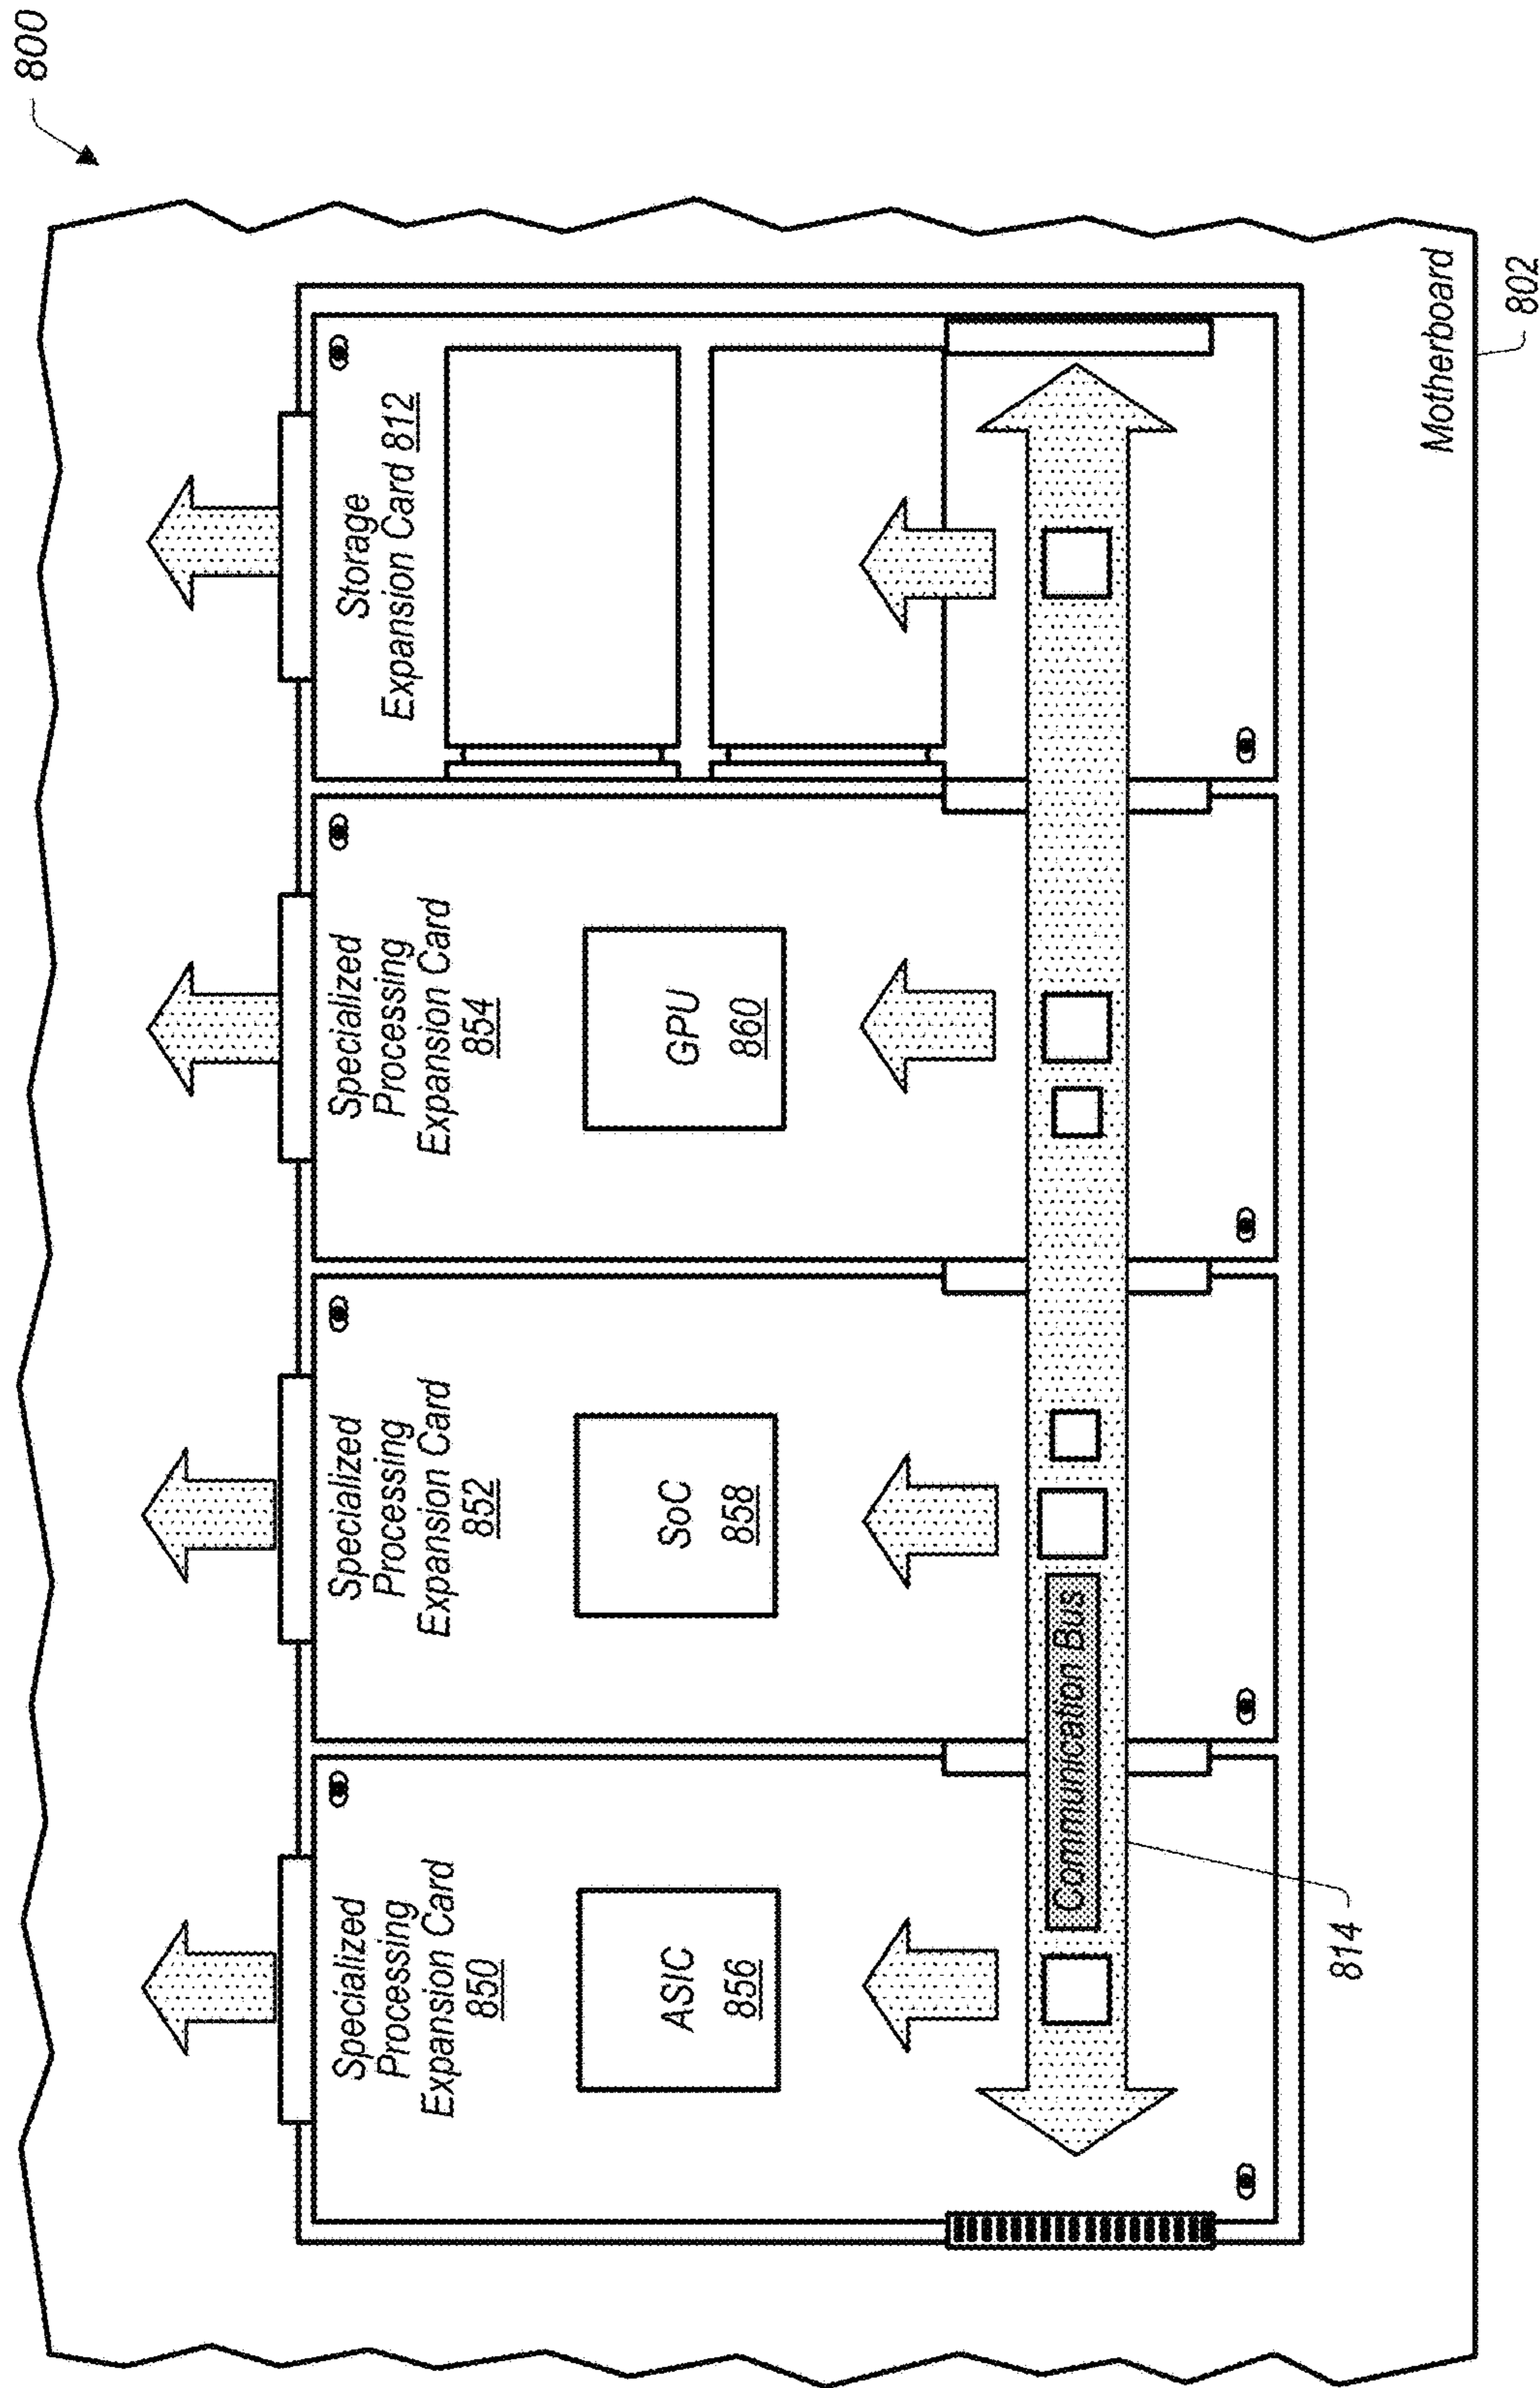 800
Specialized
Processing
Expansion Card
850
ASIC
856
Specialized
Processing
Expansion Card
852
SoC
858
Specialized
Processing
Expansion Card
854
GPU
860
Storage
Expansion Card 812
Communication Bus
814
Motherboard
802